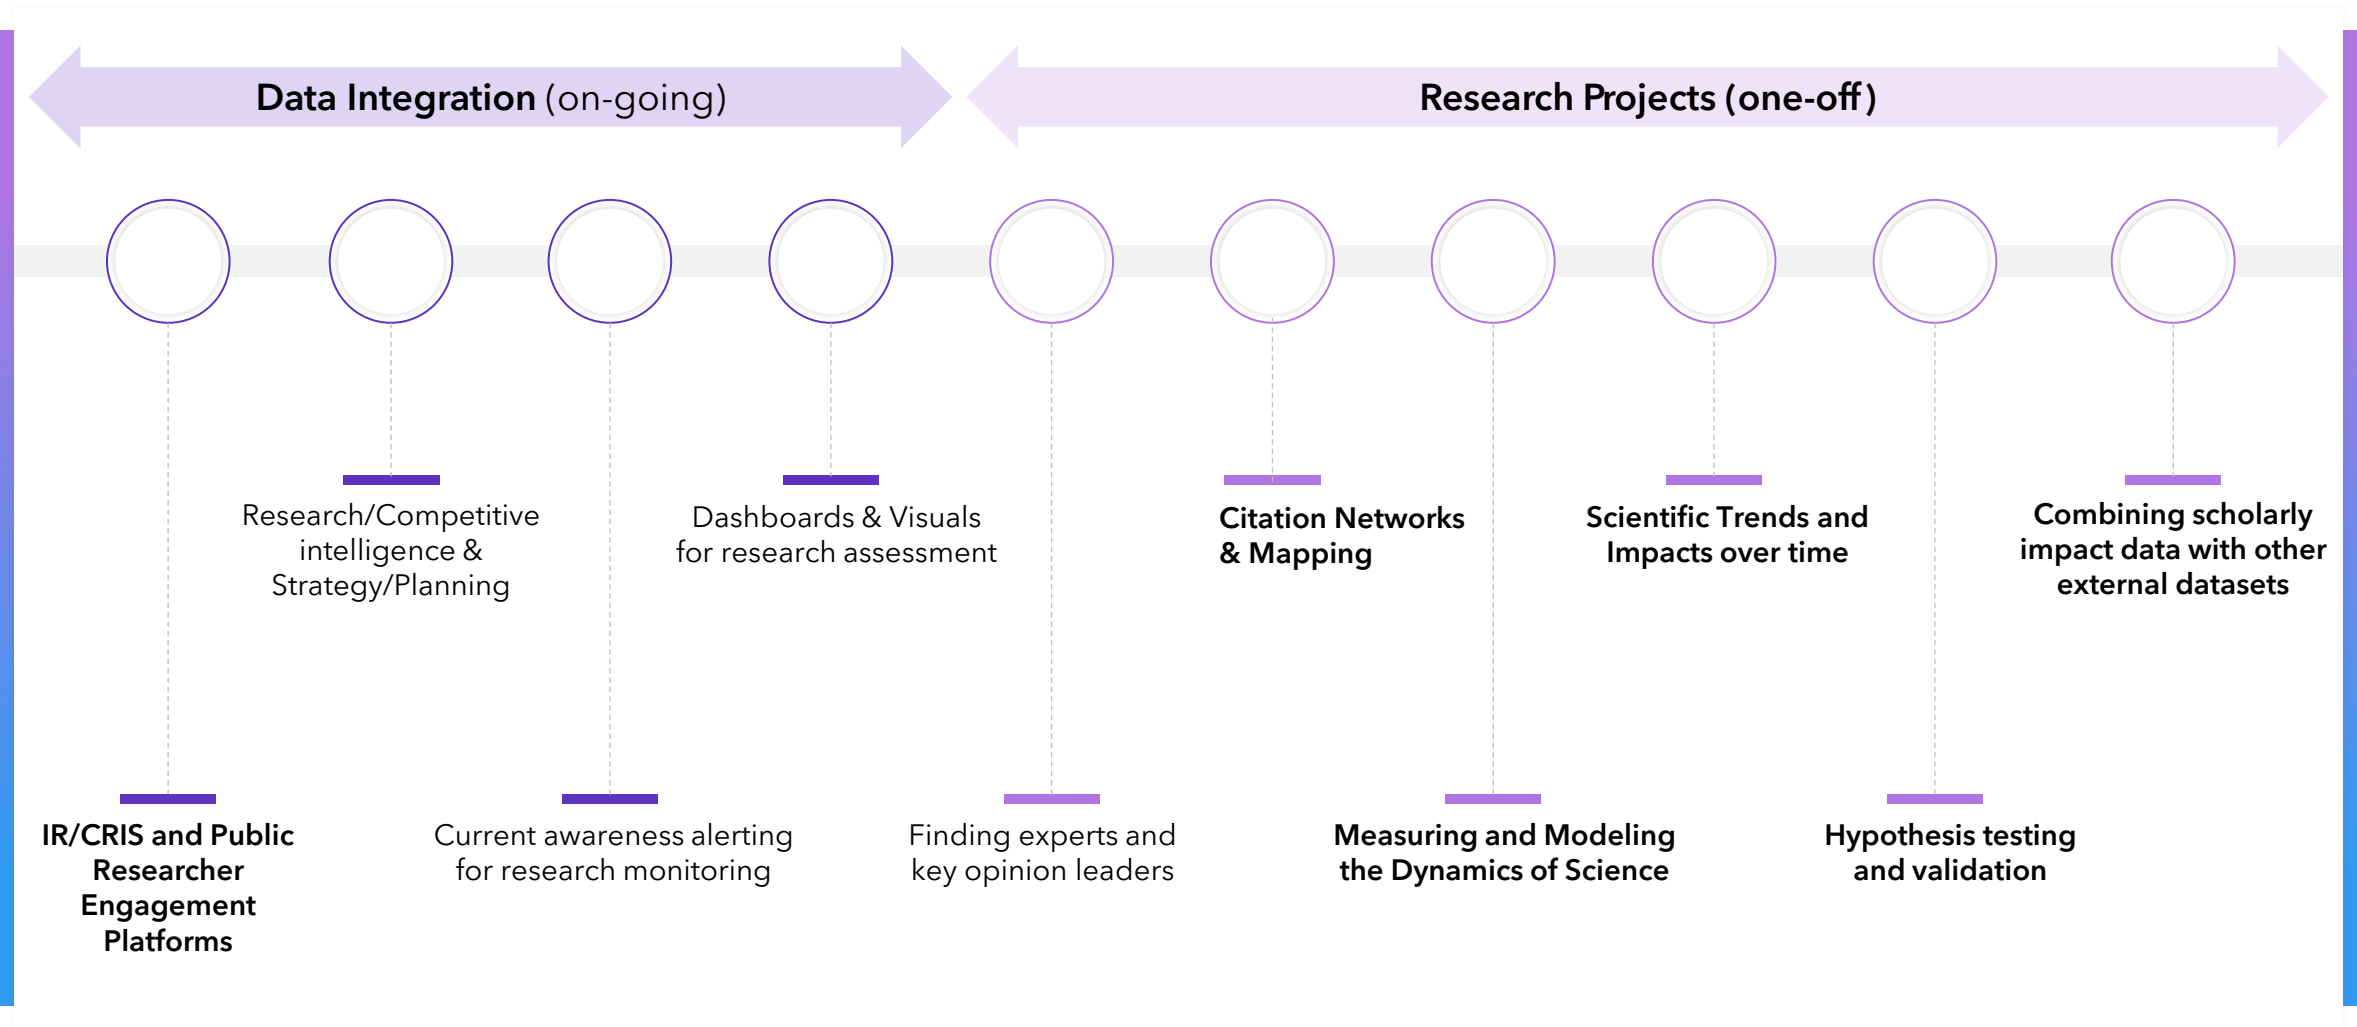 Data Integration (on-going)
Research Projects (one-off)
Research/Competitive
intelligence &
Strategy/Planning
Dashboards & Visuals
for research assessment
Citation Networks
& Mapping
Scientific Trends and
Impacts over time
Combining scholarly
impact data with other
external datasets
IR/CRIS and Public
Researcher
Engagement
Platforms
Current awareness alerting
for research monitoring
Finding experts and
key opinion leaders
Measuring and Modeling
the Dynamics of Science
Hypothesis testing
and validation